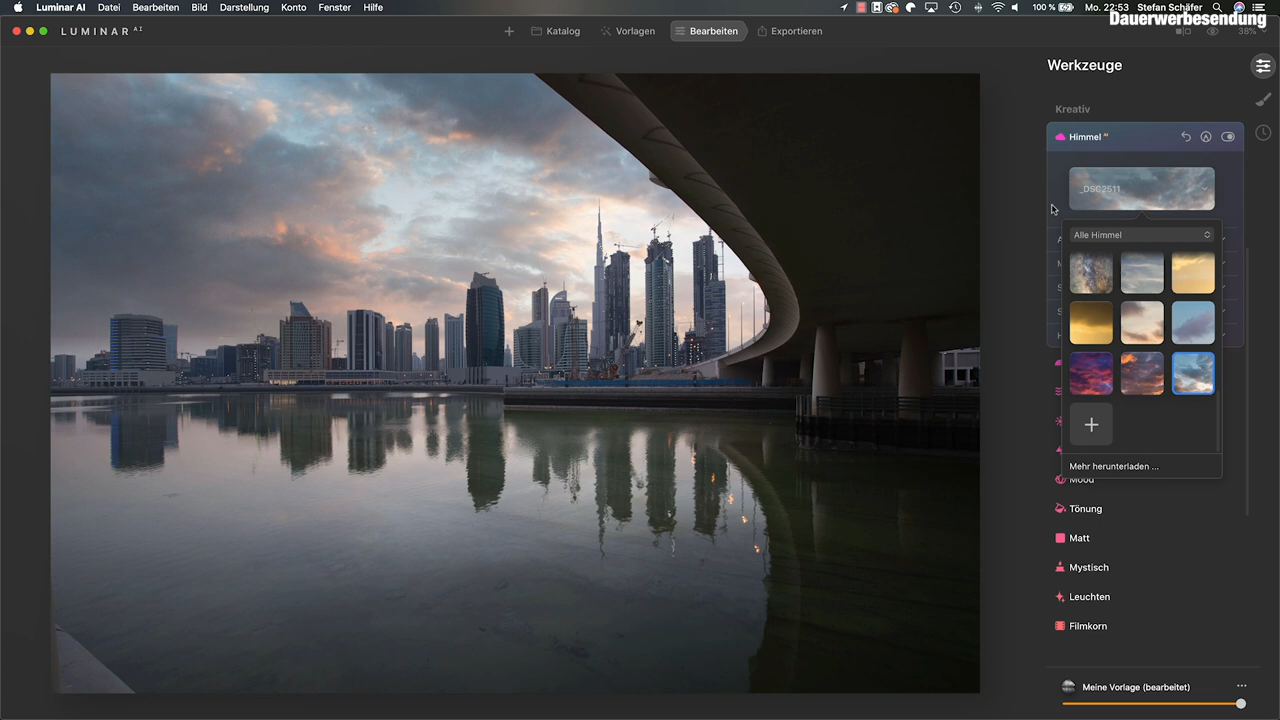 Luminar AI Datei Bearbeiten Bild Darstellung Konto Fenster Hilfe 100 % Mo. 22:53 Stefan Schäfer
Dauerwerbesendung
LUMINAR AI Katalog Vorlagen Bearbeiten Exportieren 38%
Werkzeuge
Kreativ
Himmel AI
_DSC2511
Alle Himmel
Mehr herunterladen ...
Mood
Tönung
Matt
Mystisch
Leuchten
Filmkorn
Meine Vorlage (bearbeitet)